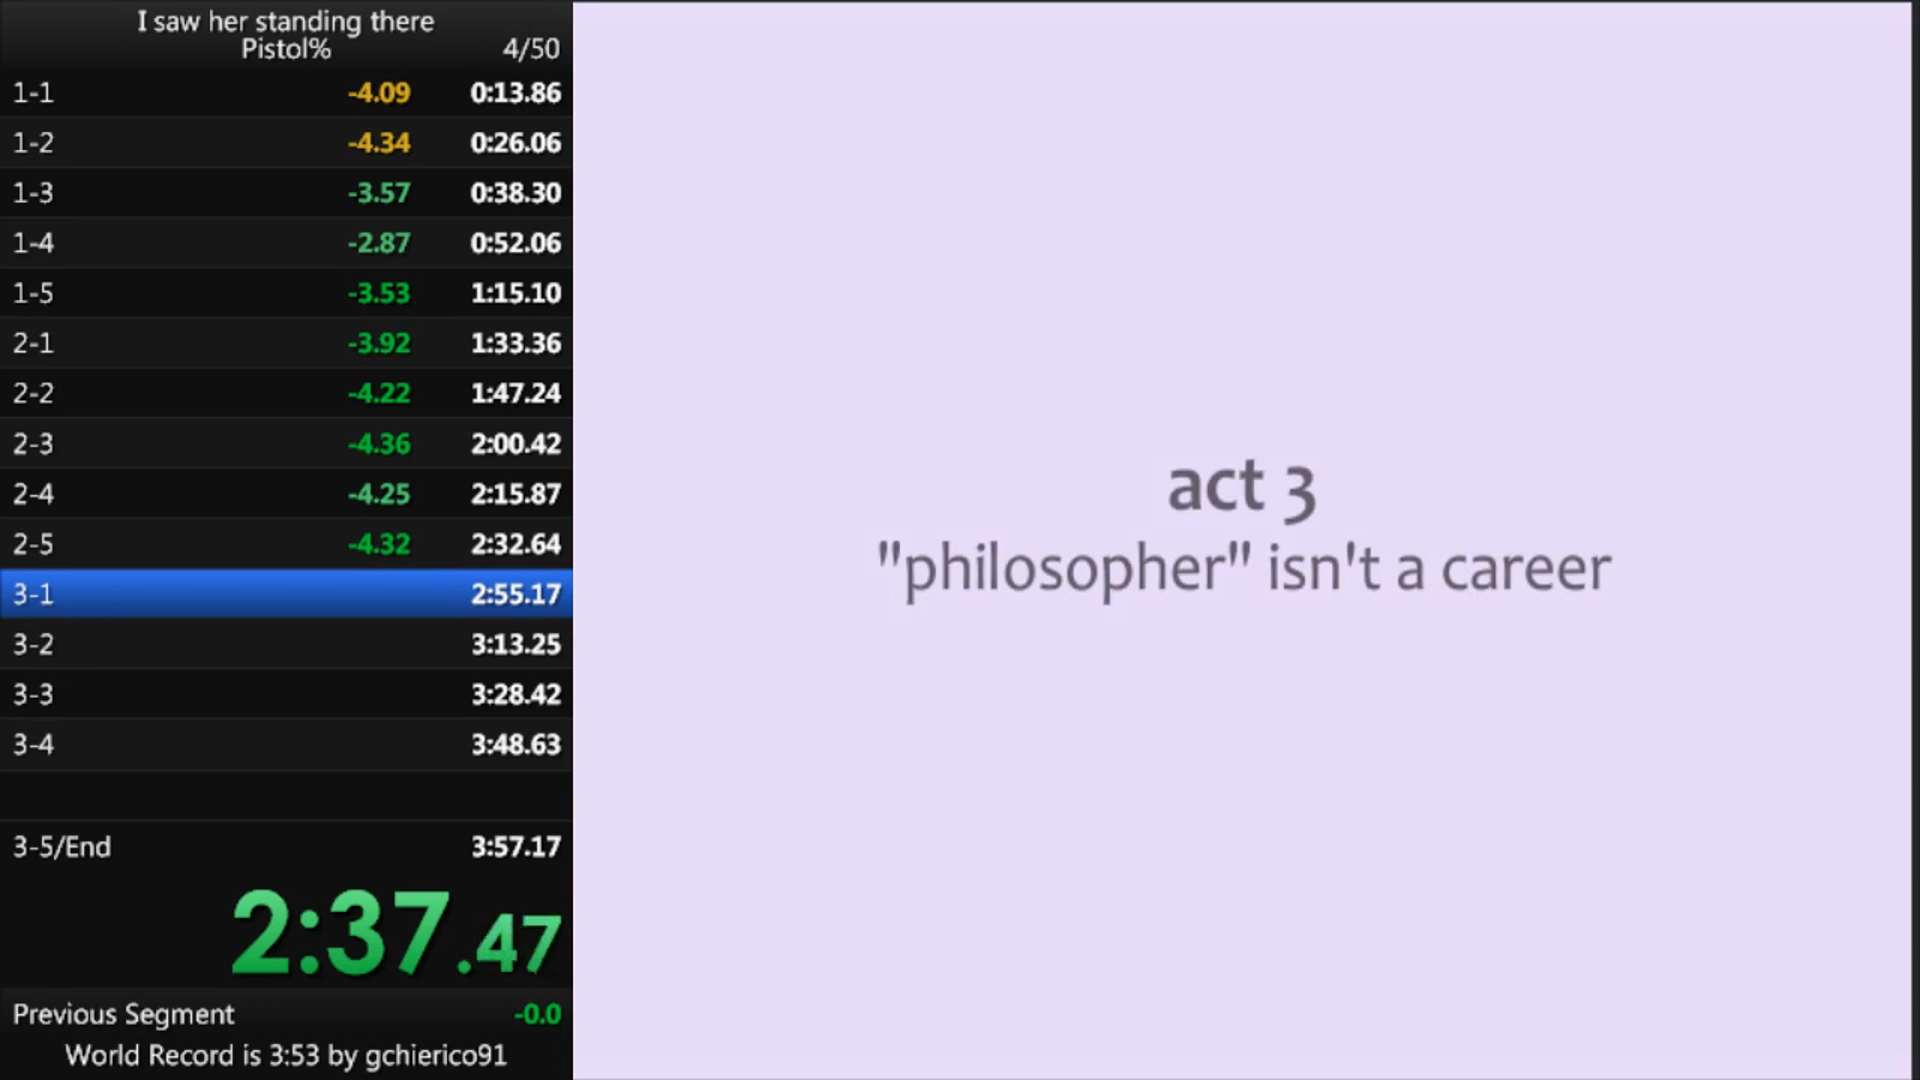 I saw her standing there
Pistol% 4/50
1-1 -4.09 0:13.86
1-2 -4.34 0:26.06
1-3 -3.57 0:38.30
1-4 -2.87 0:52.06
1-5 -3.53 1:15.10
2-1 -3.92 1:33.36
2-2 -4.22 1:47.24
2-3 -4.36 2:00.42
2-4 -4.25 2:15.87
2-5 -4.32 2:32.64
3-1 2:55.17
3-2 3:13.25
3-3 3:28.42
3-4 3:48.63
3-5/End 3:57.17
2:37.47
Previous Segment -0.0
World Record is 3:53 by gchierico91
act 3
"philosopher" isn't a career